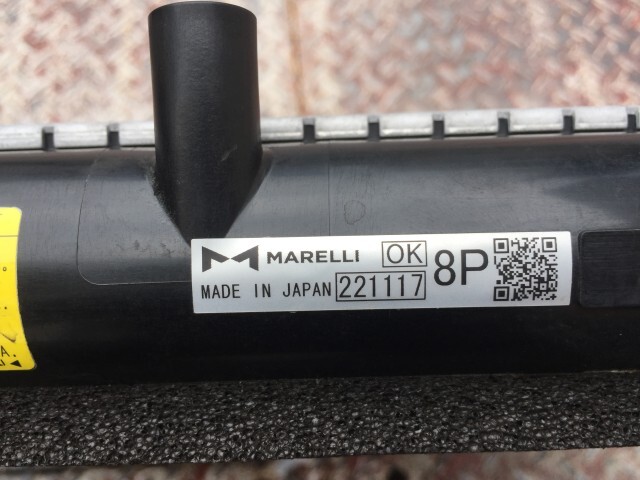 MARELLI OK 8P
MADE IN JAPAN 221117
A.